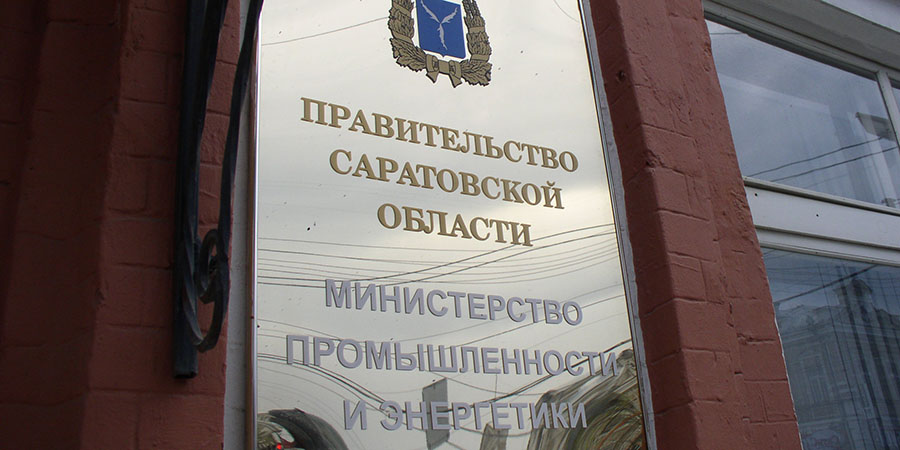 ПРАВИТЕЛЬСТВО
САРАТОВСКОЙ
ОБЛАСТИ
МИНИСТЕРСТВО
ПРОМЫШЛЕННОСТИ
И ЭНЕРГЕТИКИ